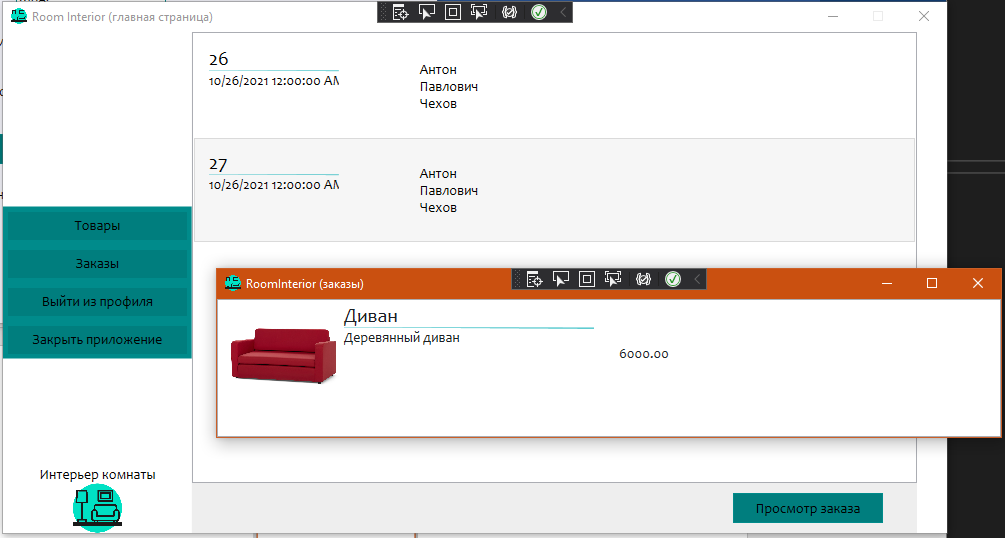 Room Interior (главная страница)
26
10/26/2021 12:00:00 AM
Антон
Павлович
Чехов
27
10/26/2021 12:00:00 AM
Антон
Павлович
Чехов
Товары
Заказы
Выйти из профиля
Закрыть приложение
RoomInterior (заказы)
Диван
Деревянный диван
6000.00
Интерьер комнаты
Просмотр заказа